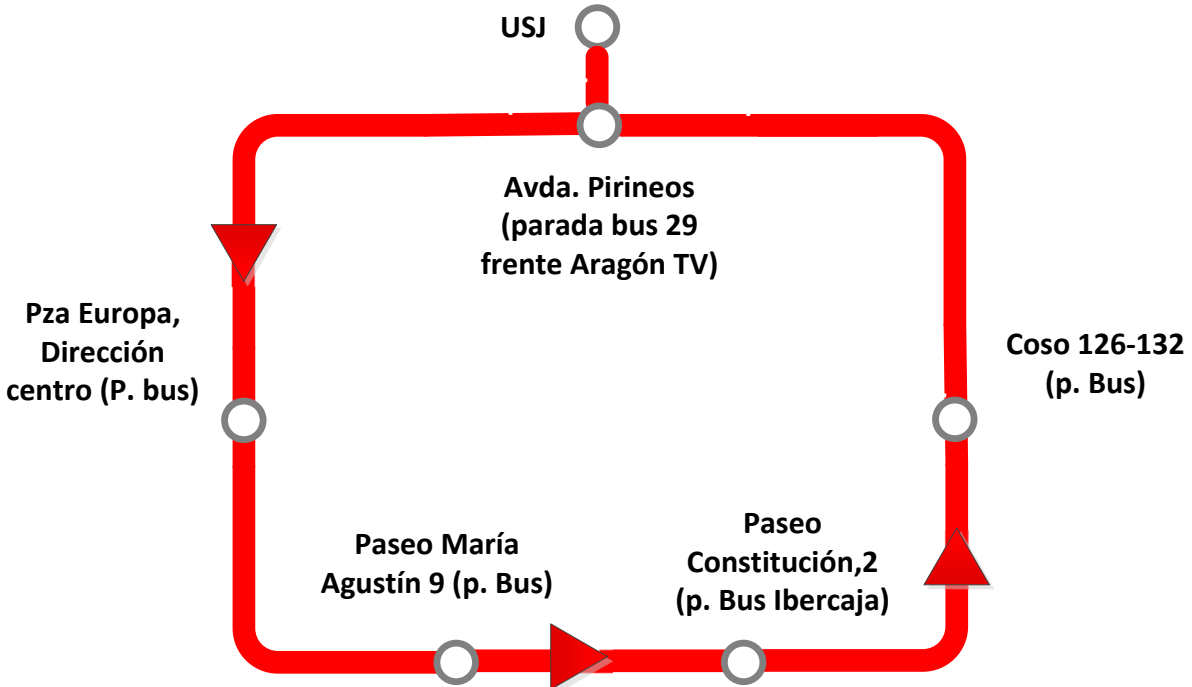 USJ
Avda. Pirineos
(parada bus 29
frente Aragón TV)
Pza Europa,
Dirección
centro (P. bus)
Coso 126-132
(p. Bus)
Paseo María
Agustín 9 (p. Bus)
Paseo
Constitución,2
(p. Bus Ibercaja)